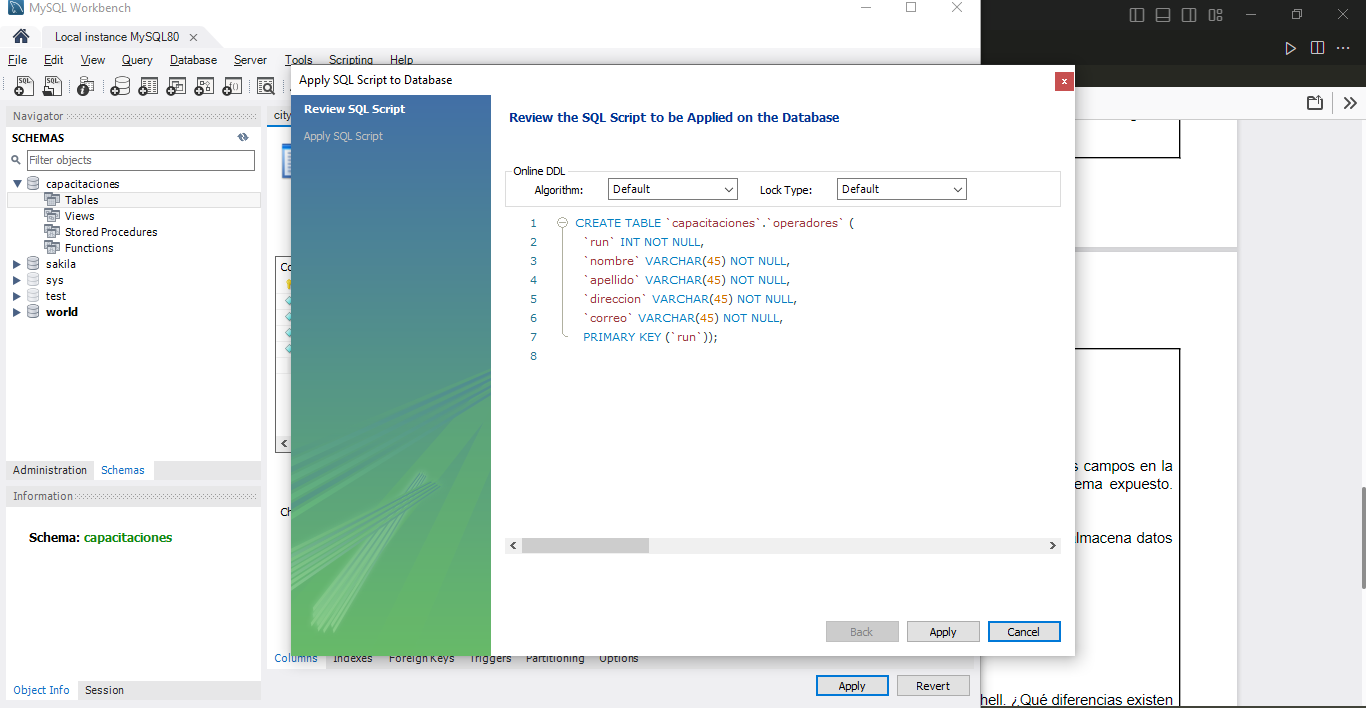 MySQL Workbench
Local instance MySQL80
File Edit View Query Database Server Tools Scripting Help
Navigator
SCHEMAS
Filter objects
capacitaciones
Tables
Views
Stored Procedures
Functions
sakila
sys
test
world
Administration Schemas
Information
Schema: capacitaciones
Object Info Session
city
Co
Ch
Apply SQL Script to Database
Review SQL Script
Apply SQL Script
Review the SQL Script to be Applied on the Database
Online DDL
Algorithm: Default Lock Type: Default
1 CREATE TABLE `capacitaciones`.`operadores` (
2 `run` INT NOT NULL,
3 `nombre` VARCHAR(45) NOT NULL,
4 `apellido` VARCHAR(45) NOT NULL,
5 `direccion` VARCHAR(45) NOT NULL,
6 `correo` VARCHAR(45) NOT NULL,
7 PRIMARY KEY (`run`));
8
Back Apply Cancel
Columns Indexes Foreign Keys Triggers Partitioning Options
Apply Revert
s campos en la
ema expuesto.
lmacena datos
hell. ¿Qué diferencias existen